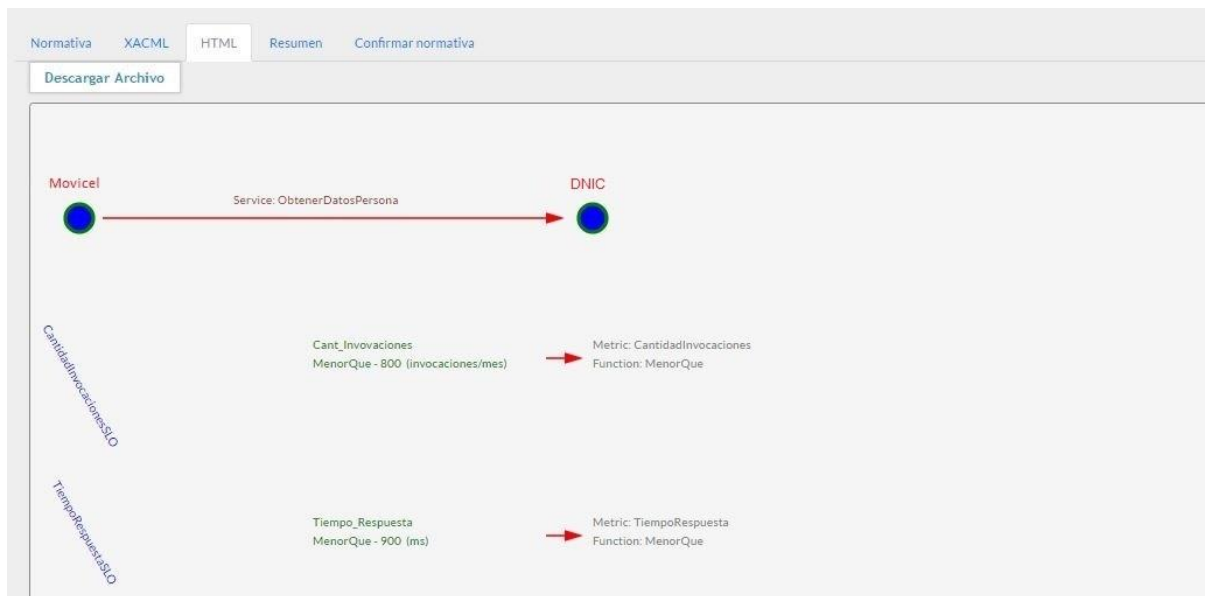 Normativa XACML HTML Resumen Confirmar normativa
Descargar Archivo
Movicel
DNIC
Service: ObtenerDatosPersona
CantidadInvocacionesSLO
Cant_Invovaciones
MenorQue - 800 (invocaciones/mes)
Metric: CantidadInvocaciones
Function: MenorQue
TiempoRespuestaSLO
Tiempo_Respuesta
MenorQue - 900 (ms)
Metric: TiempoRespuesta
Function: MenorQue